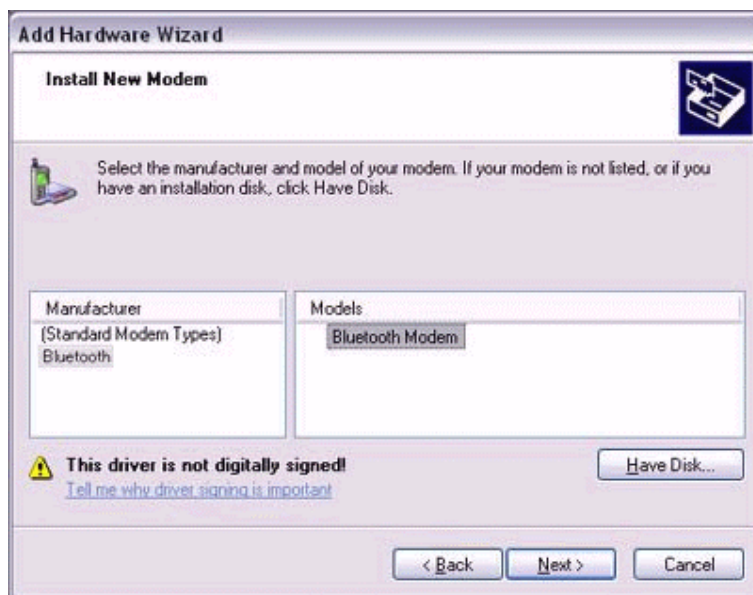 Add Hardware Wizard
Install New Modem
Select the manufacturer and model of your modem. If your modem is not listed, or if you
have an installation disk, click Have Disk.
Manufacturer
(Standard Modem Types)
Bluetooth
Models
Bluetooth Modem
This driver is not digitally signed!
Tell me why driver signing is important
Have Disk...
< Back
Next >
Cancel